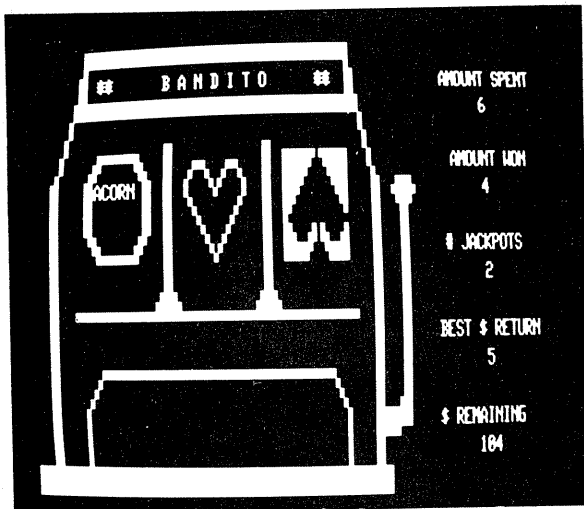 ## BANDITO ##
ACORN
AMOUNT SPENT
6
AMOUNT WON
4
# JACKPOTS
2
BEST $ RETURN
5
$ REMAINING
104